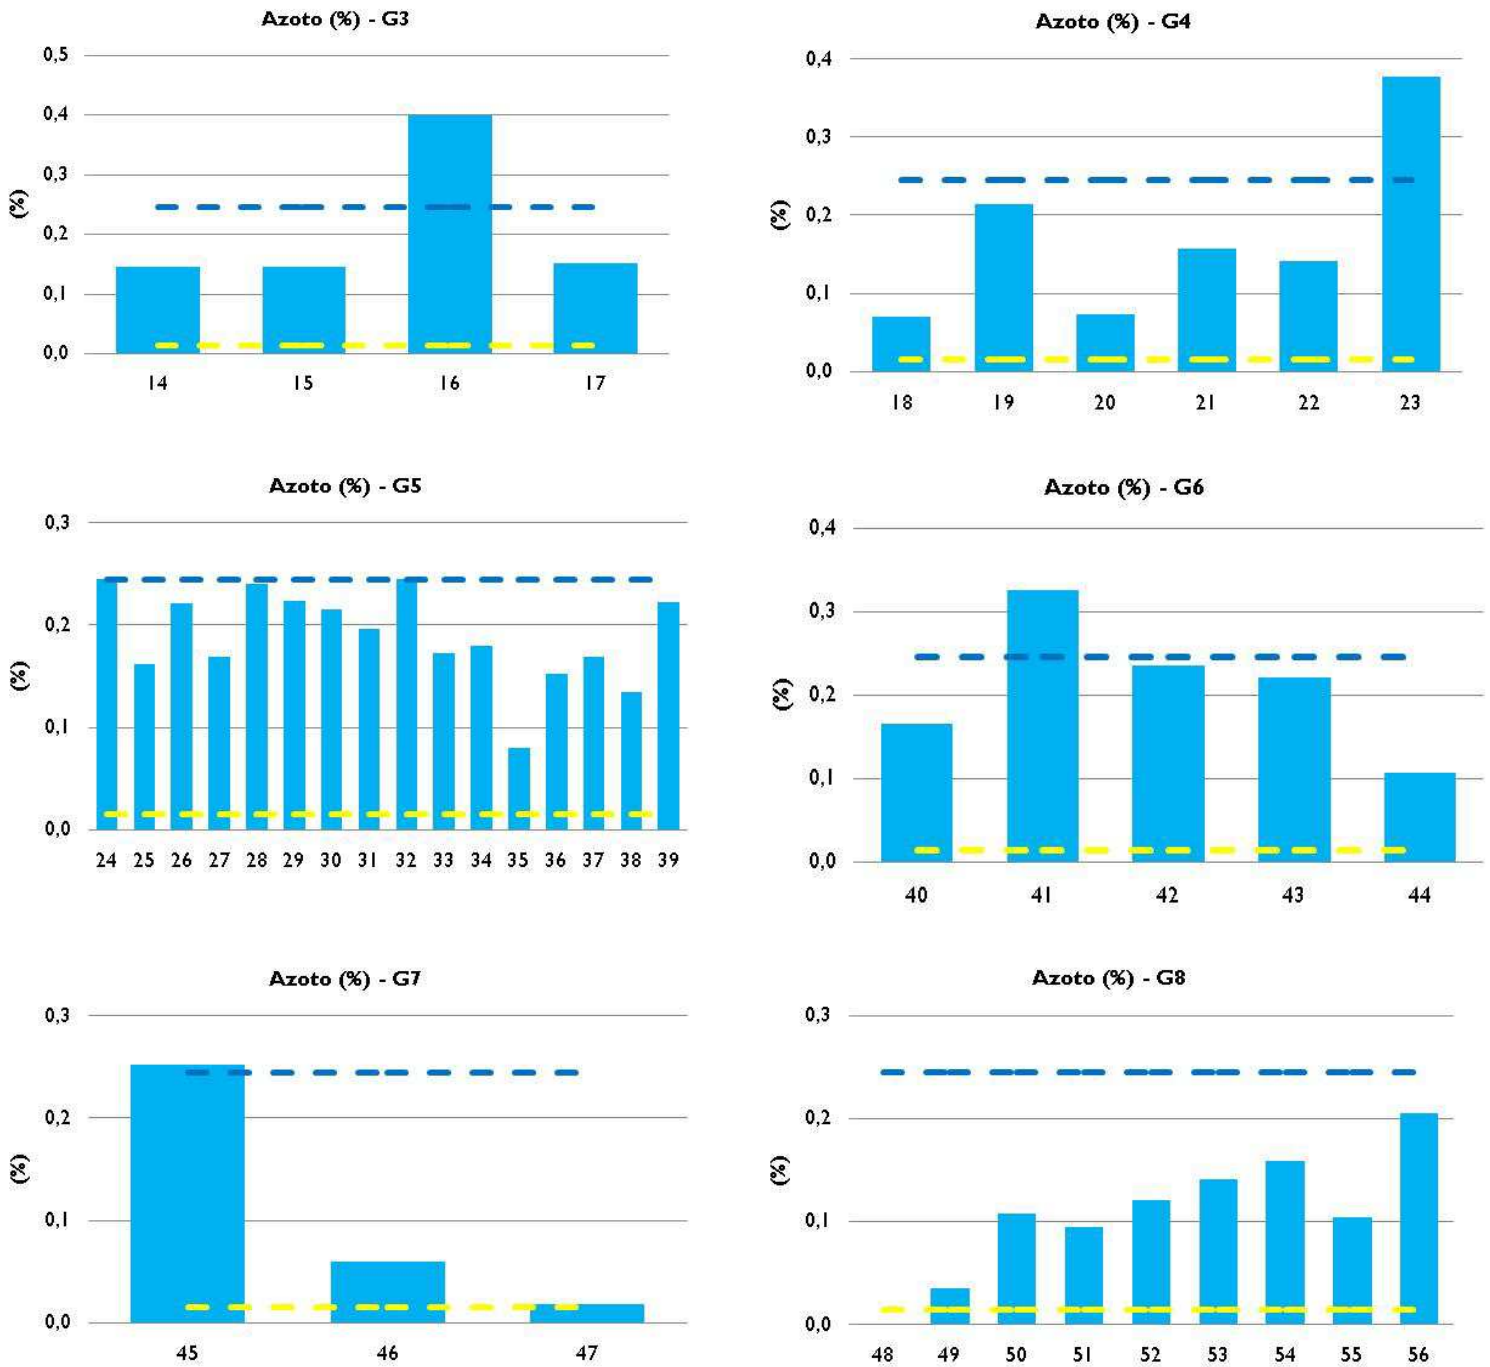 Azoto (%) - G3
0,5
0,4
0,3
0,2
0,1
0,0
(%)
14 15 16 17
Azoto (%) - G4
0,4
0,3
0,2
0,1
0,0
(%)
18 19 20 21 22 23
Azoto (%) - G5
0,3
0,2
0,1
0,0
(%)
24 25 26 27 28 29 30 31 32 33 34 35 36 37 38 39
Azoto (%) - G6
0,4
0,3
0,2
0,1
0,0
(%)
40 41 42 43 44
Azoto (%) - G7
0,3
0,2
0,1
0,0
(%)
45 46 47
Azoto (%) - G8
0,3
0,2
0,1
0,0
(%)
48 49 50 51 52 53 54 55 56